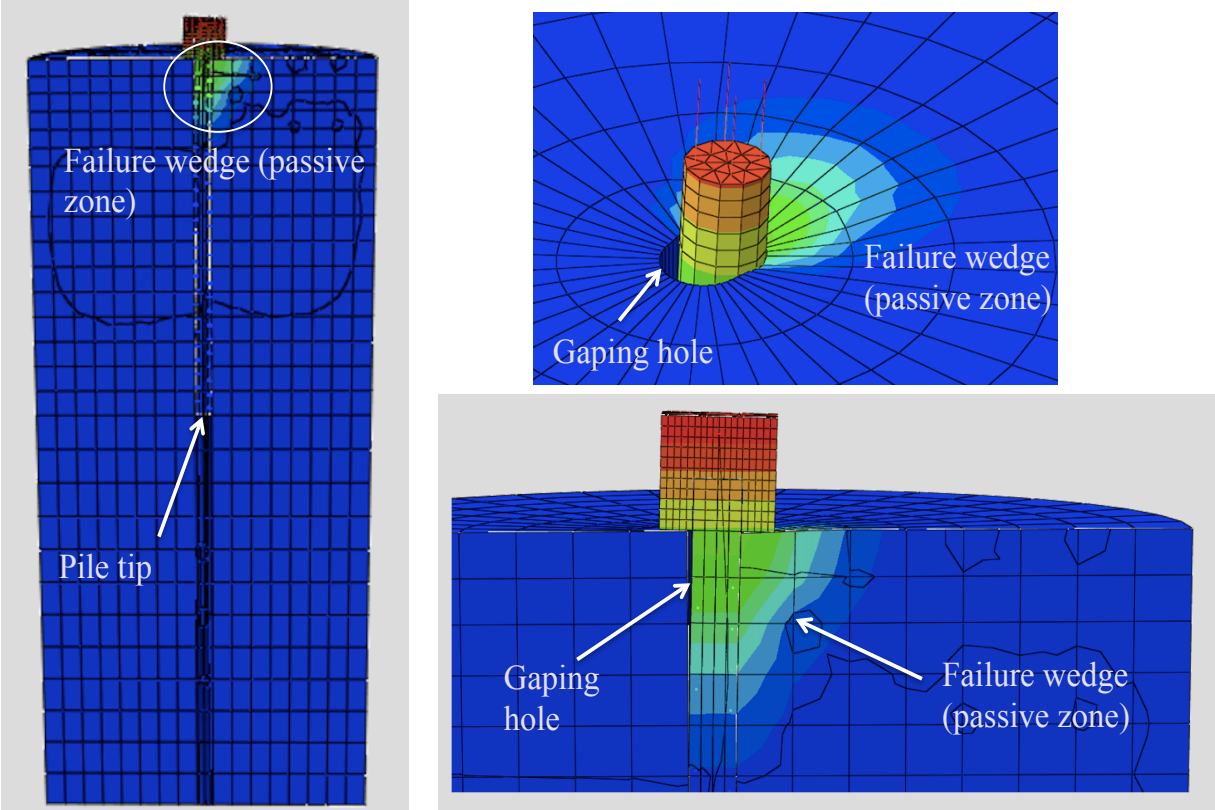 Failure wedge (passive
zone)
Pile tip
Failure wedge
(passive zone)
Gaping hole
Gaping
hole
Failure wedge
(passive zone)